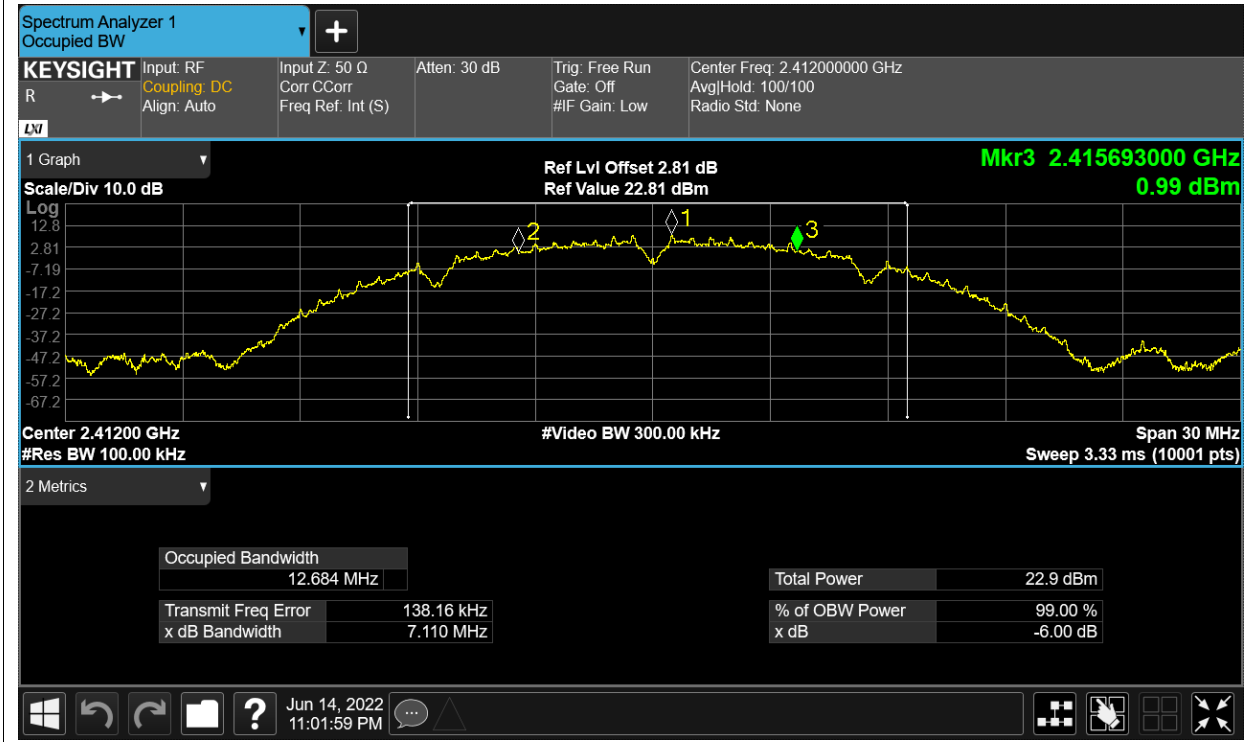 Spectrum Analyzer 1
Occupied BW
KEYSIGHT
R
LXI
Input: RF
Coupling: DC
Align: Auto
Input Z: 50 Ω
Corr CCorr
Freq Ref: Int (S)
Atten: 30 dB
Trig: Free Run
Gate: Off
#IF Gain: Low
Center Freq: 2.412000000 GHz
Avg|Hold: 100/100
Radio Std: None
1 Graph
Scale/Div 10.0 dB
Ref Lvl Offset 2.81 dB
Ref Value 22.81 dBm
Mkr3 2.415693000 GHz
0.99 dBm
Log
12.8
2.81
-7.19
-17.2
-27.2
-37.2
-47.2
-57.2
-67.2
2
1
3
Center 2.41200 GHz
#Res BW 100.00 kHz
#Video BW 300.00 kHz
Span 30 MHz
Sweep 3.33 ms (10001 pts)
2 Metrics
Occupied Bandwidth
12.684 MHz
Transmit Freq Error 138.16 kHz
x dB Bandwidth 7.110 MHz
Total Power 22.9 dBm
% of OBW Power 99.00 %
x dB -6.00 dB
?
Jun 14, 2022
11:01:59 PM